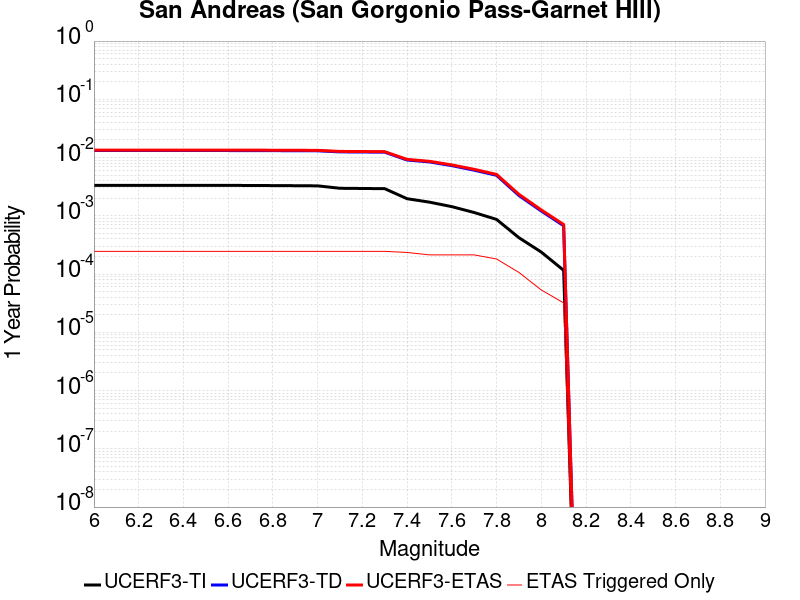 San Andreas (San Gorgonio Pass-Garnet HIll)
10^0
10^-1
10^-2
10^-3
10^-4
10^-5
10^-6
10^-7
10^-8
1 Year Probability
6 6.2 6.4 6.6 6.8 7 7.2 7.4 7.6 7.8 8 8.2 8.4 8.6 8.8 9
Magnitude
UCERF3-TI UCERF3-TD UCERF3-ETAS ETAS Triggered Only